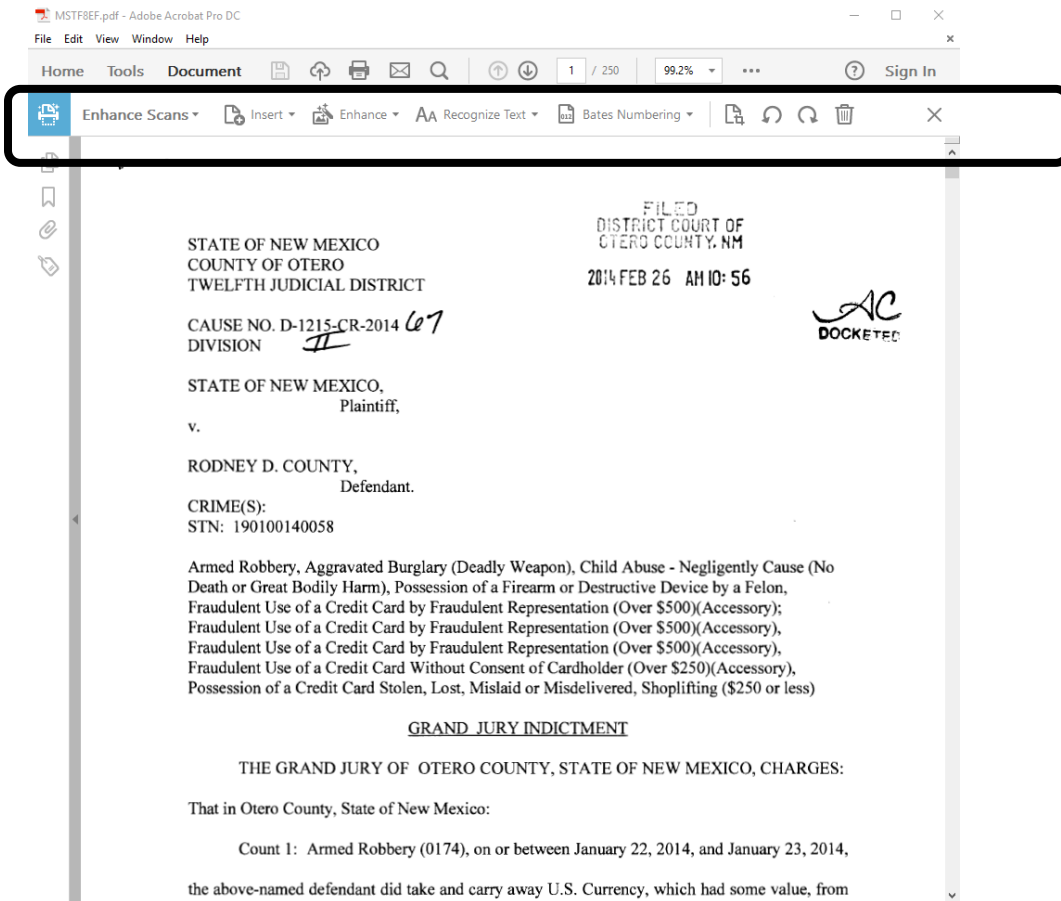 MSTF8EF.pdf - Adobe Acrobat Pro DC
File Edit View Window Help
Home Tools Document 1 / 250 99.2% Sign In
Enhance Scans Insert Enhance Recognize Text Bates Numbering
FILED
DISTRICT COURT OF
OTERO COUNTY, NM
2014 FEB 26 AM 10: 56
AC
DOCKETED
STATE OF NEW MEXICO
COUNTY OF OTERO
TWELFTH JUDICIAL DISTRICT
CAUSE NO. D-1215-CR-2014 67
DIVISION II
STATE OF NEW MEXICO,
Plaintiff,
v.
RODNEY D. COUNTY,
Defendant.
CRIME(S):
STN: 190100140058
Armed Robbery, Aggravated Burglary (Deadly Weapon), Child Abuse - Negligently Cause (No
Death or Great Bodily Harm), Possession of a Firearm or Destructive Device by a Felon,
Fraudulent Use of a Credit Card by Fraudulent Representation (Over $500)(Accessory);
Fraudulent Use of a Credit Card by Fraudulent Representation (Over $500)(Accessory),
Fraudulent Use of a Credit Card by Fraudulent Representation (Over $500)(Accessory),
Fraudulent Use of a Credit Card Without Consent of Cardholder (Over $250)(Accessory),
Possession of a Credit Card Stolen, Lost, Mislaid or Misdelivered, Shoplifting ($250 or less)
GRAND JURY INDICTMENT
THE GRAND JURY OF OTERO COUNTY, STATE OF NEW MEXICO, CHARGES:
That in Otero County, State of New Mexico:
Count 1: Armed Robbery (0174), on or between January 22, 2014, and January 23, 2014,
the above-named defendant did take and carry away U.S. Currency, which had some value, from